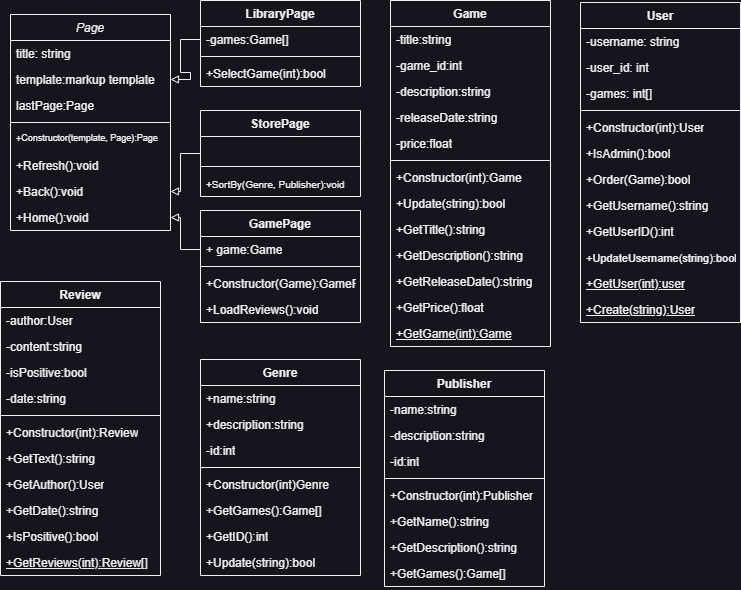 Page
title: string
template:markup template
lastPage:Page
+Constructor(template, Page):Page
+Refresh():void
+Back():void
+Home():void
LibraryPage
-games:Game[]
+SelectGame(int):bool
StorePage
+SortBy(Genre, Publisher):void
GamePage
+ game:Game
+Constructor(Game):GameF
+LoadReviews():void
Game
-title:string
-game_id:int
-description:string
-releaseDate:string
-price:float
+Constructor(int):Game
+Update(string):bool
+GetTitle():string
+GetDescription():string
+GetReleaseDate():string
+GetPrice():float
+GetGame(int):Game
User
-username: string
-user_id: int
-games: int[]
+Constructor(int):User
+IsAdmin():bool
+Order(Game):bool
+GetUsername():string
+GetUserID():int
+UpdateUsername(string):bool
+GetUser(int):user
+Create(string):User
Review
-author:User
-content:string
-isPositive:bool
-date:string
+Constructor(int):Review
+GetText():string
+GetAuthor():User
+GetDate():string
+IsPositive():bool
+GetReviews(int):Review[]
Genre
+name:string
+description:string
-id:int
+Constructor(int)Genre
+GetGames():Game[]
+GetID():int
+Update(string):bool
Publisher
-name:string
-description:string
-id:int
+Constructor(int):Publisher
+GetName():string
+GetDescription():string
+GetGames():Game[]